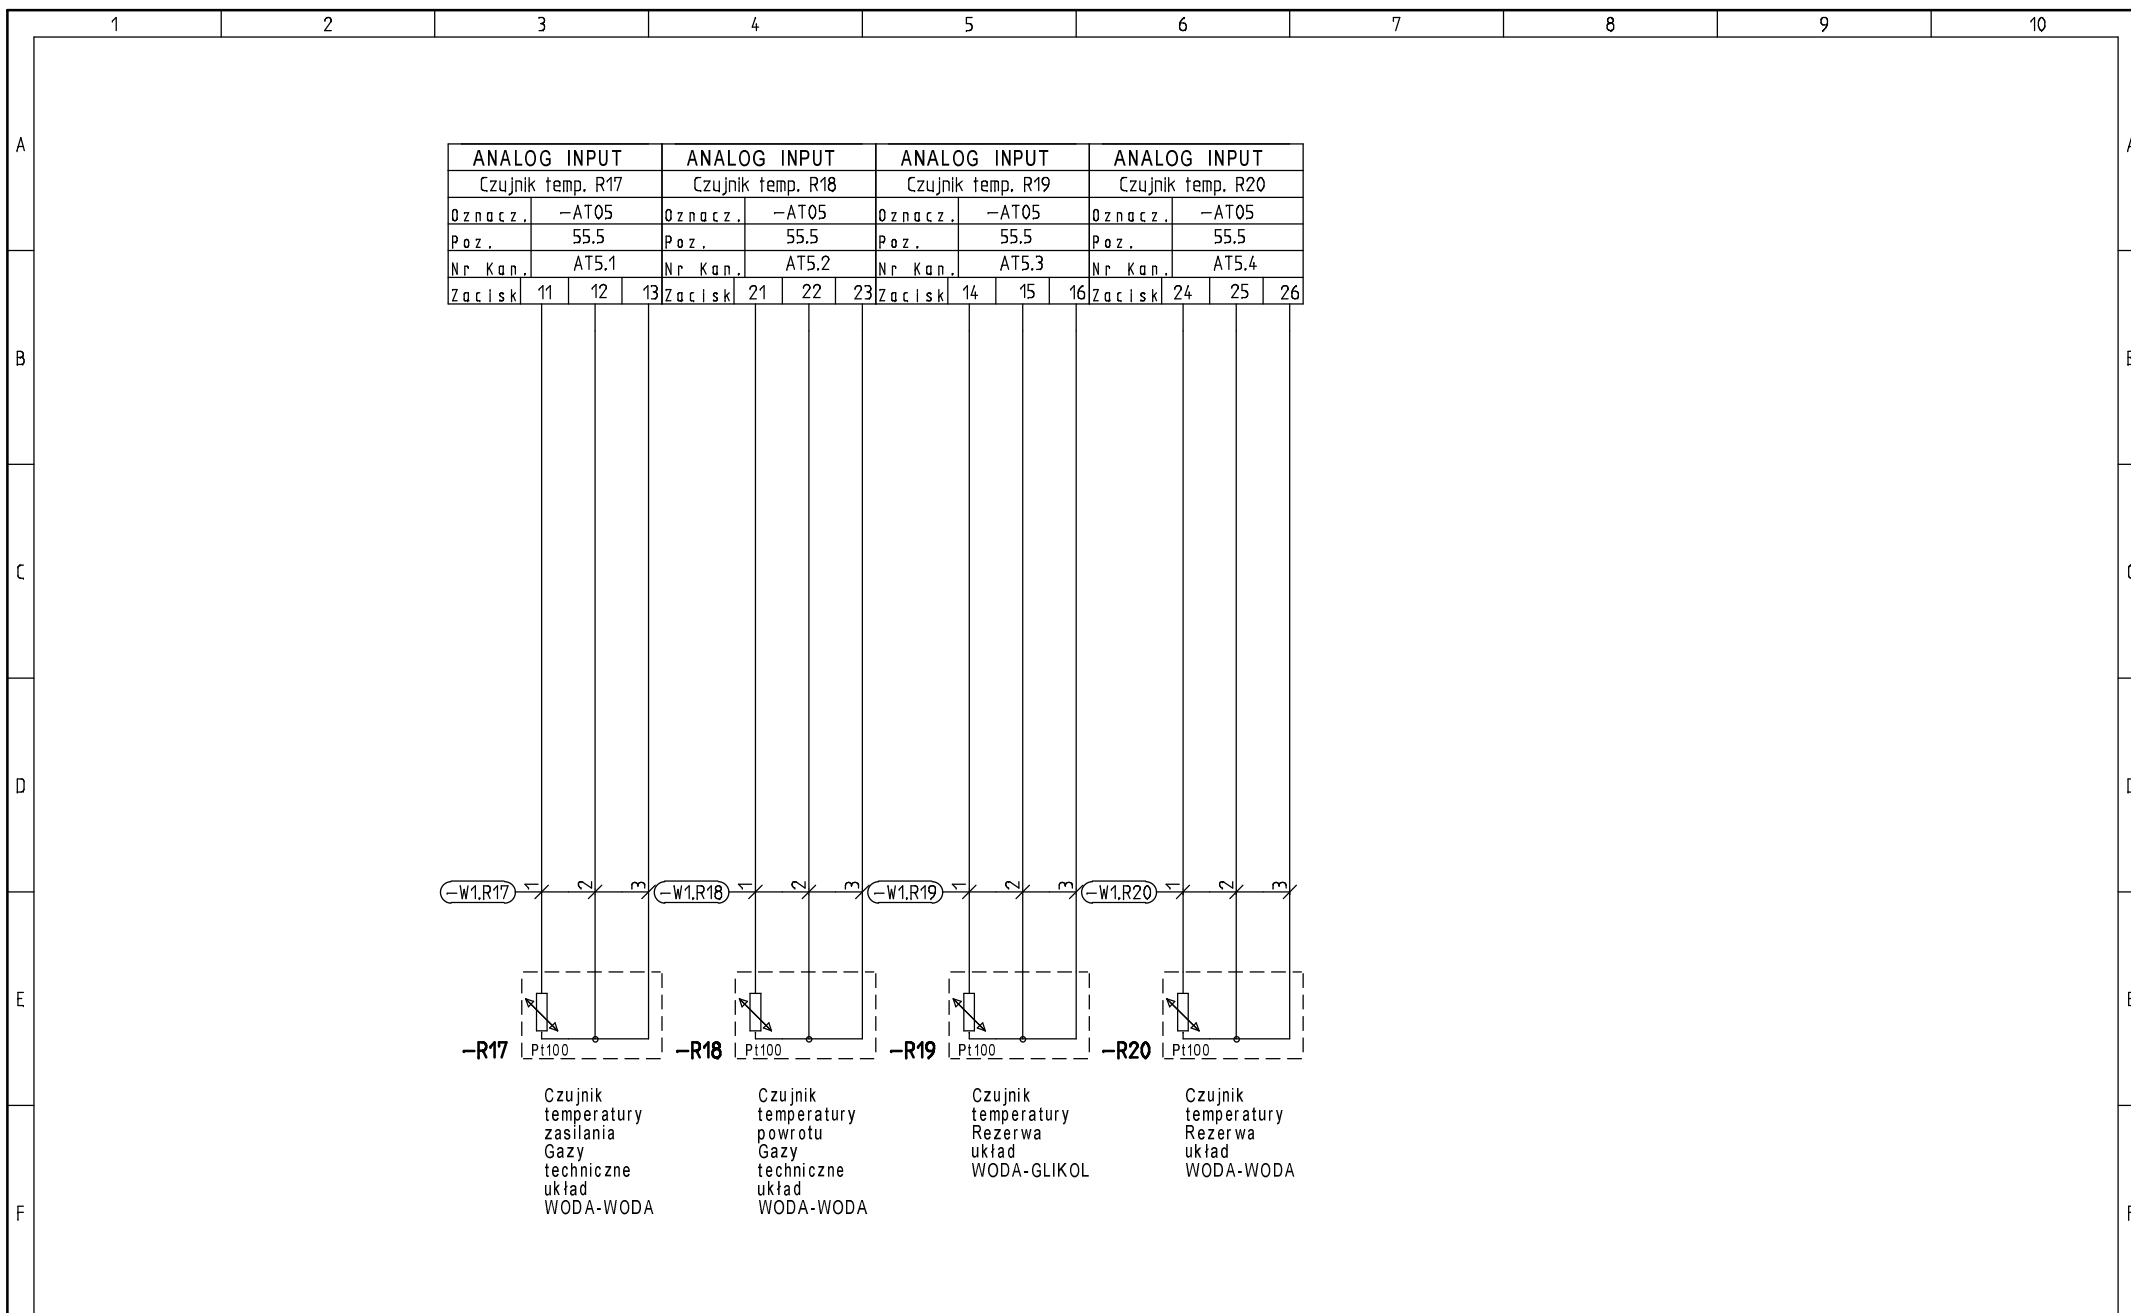 1 2 3 4 5 6 7 8 9 10
A A
ANALOG INPUT ANALOG INPUT ANALOG INPUT ANALOG INPUT
Czujnik temp. R17 Czujnik temp. R18 Czujnik temp. R19 Czujnik temp. R20
Oznacz. -AT05 Oznacz. -AT05 Oznacz. -AT05 Oznacz. -AT05
Poz. 55.5 Poz. 55.5 Poz. 55.5 Poz. 55.5
Nr Kan. AT5.1 Nr Kan. AT5.2 Nr Kan. AT5.3 Nr Kan. AT5.4
Zacisk 11 12 13 Zacisk 21 22 23 Zacisk 14 15 16 Zacisk 24 25 26
B
C
D
-W1.R17 1 2 3 -W1.R18 1 2 3 -W1.R19 1 2 3 -W1.R20 1 2 3
E
-R17 Pt100 -R18 Pt100 -R19 Pt100 -R20 Pt100
Czujnik
temperatury
zasilania
Gazy
techniczne
układ
WODA-WODA
Czujnik
temperatury
powrotu
Gazy
techniczne
układ
WODA-WODA
Czujnik
temperatury
Rezerwa
układ
WODA-GLIKOL
Czujnik
temperatury
Rezerwa
układ
WODA-WODA
F